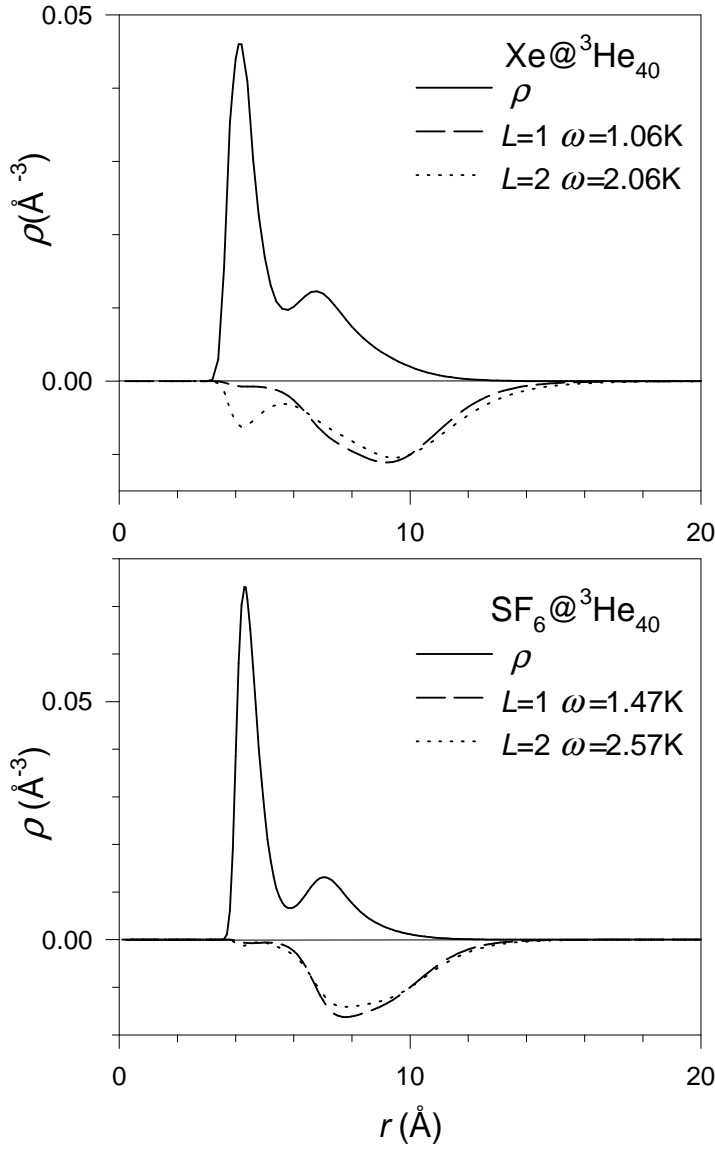 0.05
Xe@³He₄₀
ρ
L=1 ω=1.06K
L=2 ω=2.06K
ρ(Å⁻³)
0.00
0 10 20
SF₆@³He₄₀
ρ
L=1 ω=1.47K
L=2 ω=2.57K
0.05
ρ (Å⁻³)
0.00
0 10 20
r (Å)